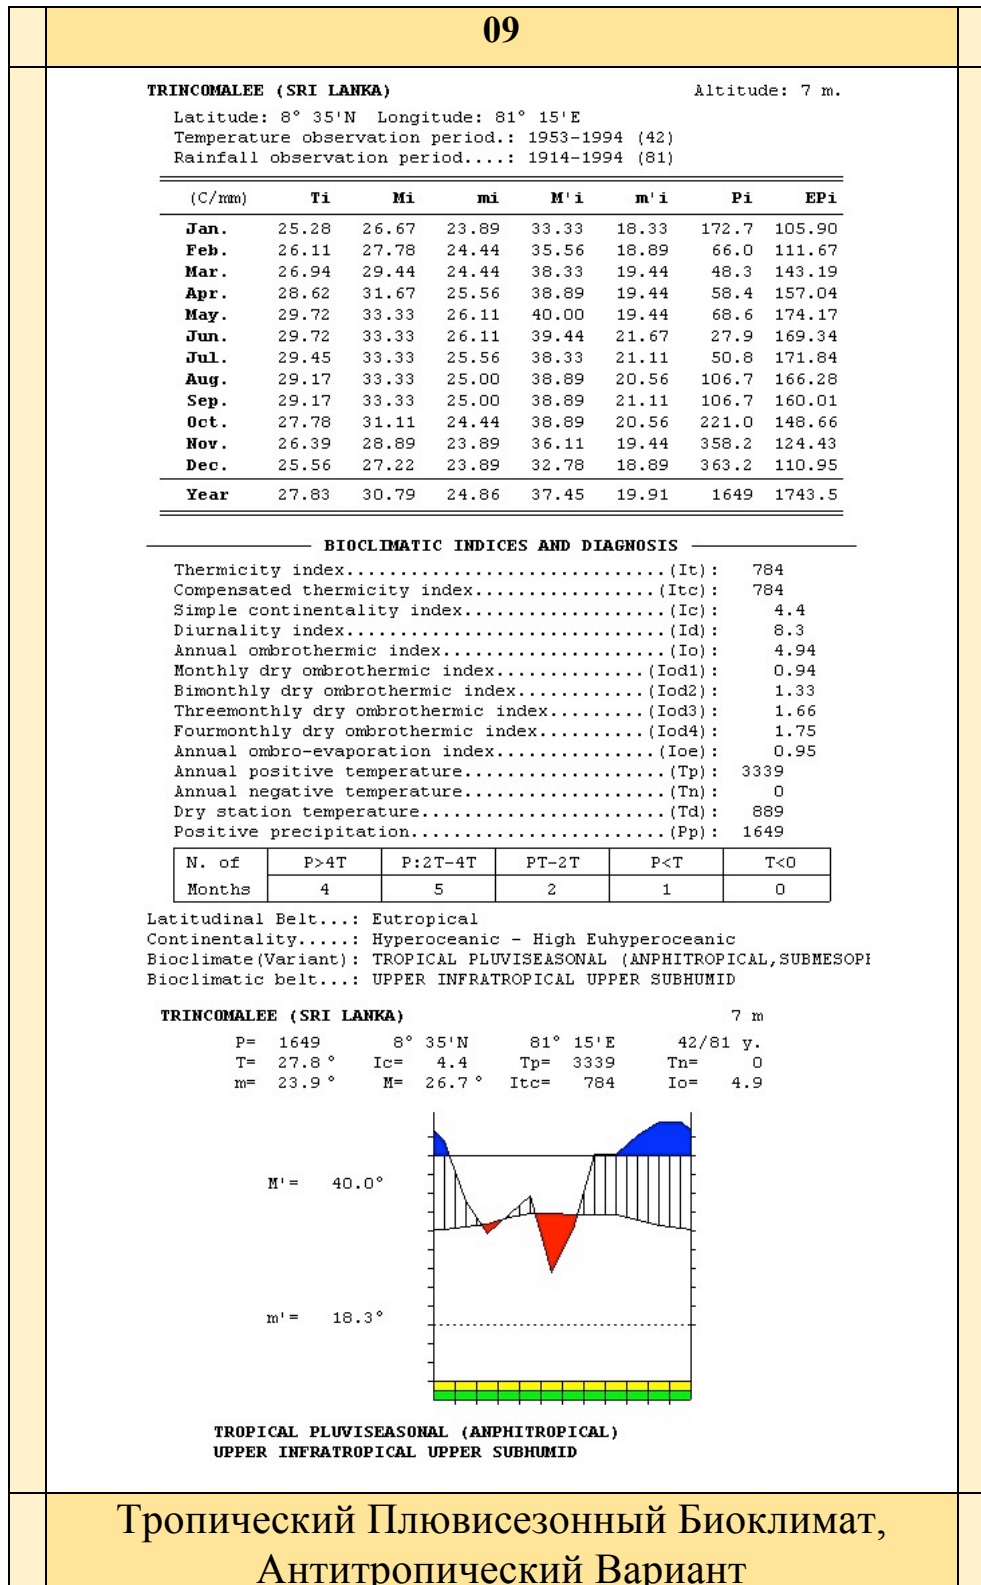 09
TRINCOMALEE (SRI LANKA) Altitude: 7 m.
Latitude: 8° 35'N Longitude: 81° 15'E
Temperature observation period.: 1953-1994 (42)
Rainfall observation period....: 1914-1994 (81)
(C/mm) Ti Mi mi M'i m'i Pi EPi
Jan. 25.28 26.67 23.89 33.33 18.33 172.7 105.90
Feb. 26.11 27.78 24.44 35.56 18.89 66.0 111.67
Mar. 26.94 29.44 24.44 38.33 19.44 48.3 143.19
Apr. 28.62 31.67 25.56 38.89 19.44 58.4 157.04
May. 29.72 33.33 26.11 40.00 19.44 68.6 174.17
Jun. 29.72 33.33 26.11 39.44 21.67 27.9 169.34
Jul. 29.45 33.33 25.56 38.33 21.11 50.8 171.84
Aug. 29.17 33.33 25.00 38.89 20.56 106.7 166.28
Sep. 29.17 33.33 25.00 38.89 21.11 106.7 160.01
Oct. 27.78 31.11 24.44 38.89 20.56 221.0 148.66
Nov. 26.39 28.89 23.89 36.11 19.44 358.2 124.43
Dec. 25.56 27.22 23.89 32.78 18.89 363.2 110.95
Year 27.83 30.79 24.86 37.45 19.91 1649 1743.5
BIOCLIMATIC INDICES AND DIAGNOSIS
Thermicity index..............................(It): 784
Compensated thermicity index.................(Itc): 784
Simple continentality index...................(Ic): 4.4
Diurnality index..............................(Id): 8.3
Annual ombrothermic index.....................(Io): 4.94
Monthly dry ombrothermic index..............(Iod1): 0.94
Bimonthly dry ombrothermic index............(Iod2): 1.33
Threemonthly dry ombrothermic index.........(Iod3): 1.66
Fourmonthly dry ombrothermic index..........(Iod4): 1.75
Annual ombro-evaporation index...............(Ioe): 0.95
Annual positive temperature...................(Tp): 3339
Annual negative temperature...................(Tn): 0
Dry station temperature.......................(Td): 889
Positive precipitation........................(Pp): 1649
N. of P>4T P:2T-4T PT-2T P<T T<0
Months 4 5 2 1 0
Latitudinal Belt...: Eutropical
Continentality.....: Hyperoceanic - High Euhyperoceanic
Bioclimate(Variant): TROPICAL PLUVISEASONAL (ANPHITROPICAL,SUBMESOPH
Bioclimatic belt...: UPPER INFRATROPICAL UPPER SUBHUMID
TRINCOMALEE (SRI LANKA) 7 m
P= 1649 8° 35'N 81° 15'E 42/81 y.
T= 27.8° Ic= 4.4 Tp= 3339 Tn= 0
m= 23.9° M= 26.7° Itc= 784 Io= 4.9
M'= 40.0°
m'= 18.3°
TROPICAL PLUVISEASONAL (ANPHITROPICAL)
UPPER INFRATROPICAL UPPER SUBHUMID
Тропический Плювисезонный Биоклимат,
Антитропический Вариант